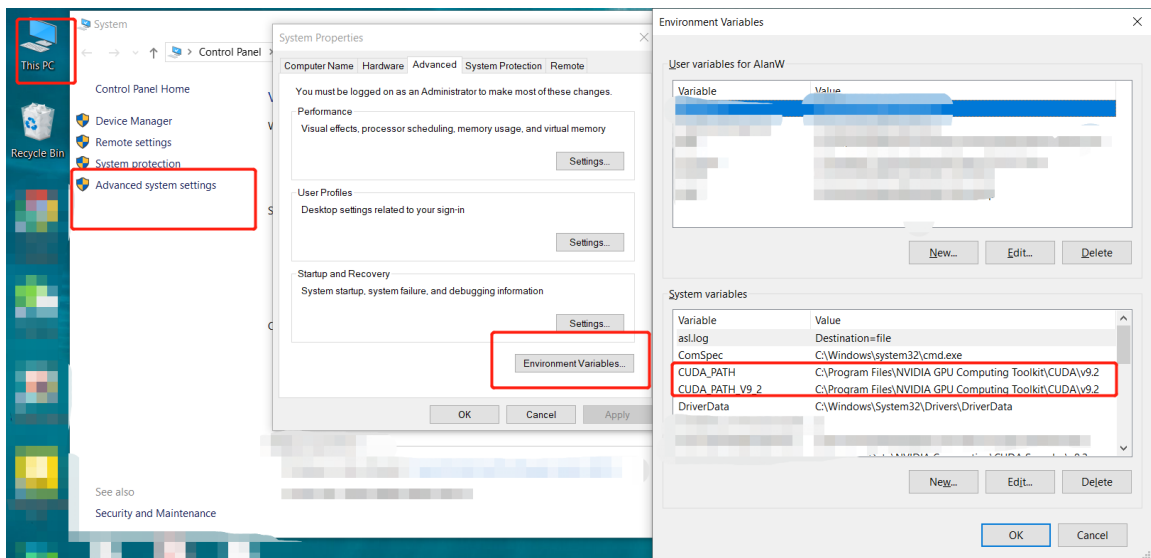 This PC
Recycle Bin
System
Control Panel
Control Panel Home
Device Manager
Remote settings
System protection
Advanced system settings
See also
Security and Maintenance
System Properties
Computer Name Hardware Advanced System Protection Remote
You must be logged on as an Administrator to make most of these changes.
Performance
Visual effects, processor scheduling, memory usage, and virtual memory
Settings...
User Profiles
Desktop settings related to your sign-in
Settings...
Startup and Recovery
System startup, system failure, and debugging information
Settings...
Environment Variables...
OK Cancel Apply
Environment Variables
User variables for AlanW
Variable Value
New... Edit... Delete
System variables
Variable Value
asl.log Destination=file
ComSpec C:\Windows\system32\cmd.exe
CUDA_PATH C:\Program Files\NVIDIA GPU Computing Toolkit\CUDA\v9.2
CUDA_PATH_V9_2 C:\Program Files\NVIDIA GPU Computing Toolkit\CUDA\v9.2
DriverData C:\Windows\System32\Drivers\DriverData
New... Edit... Delete
OK Cancel